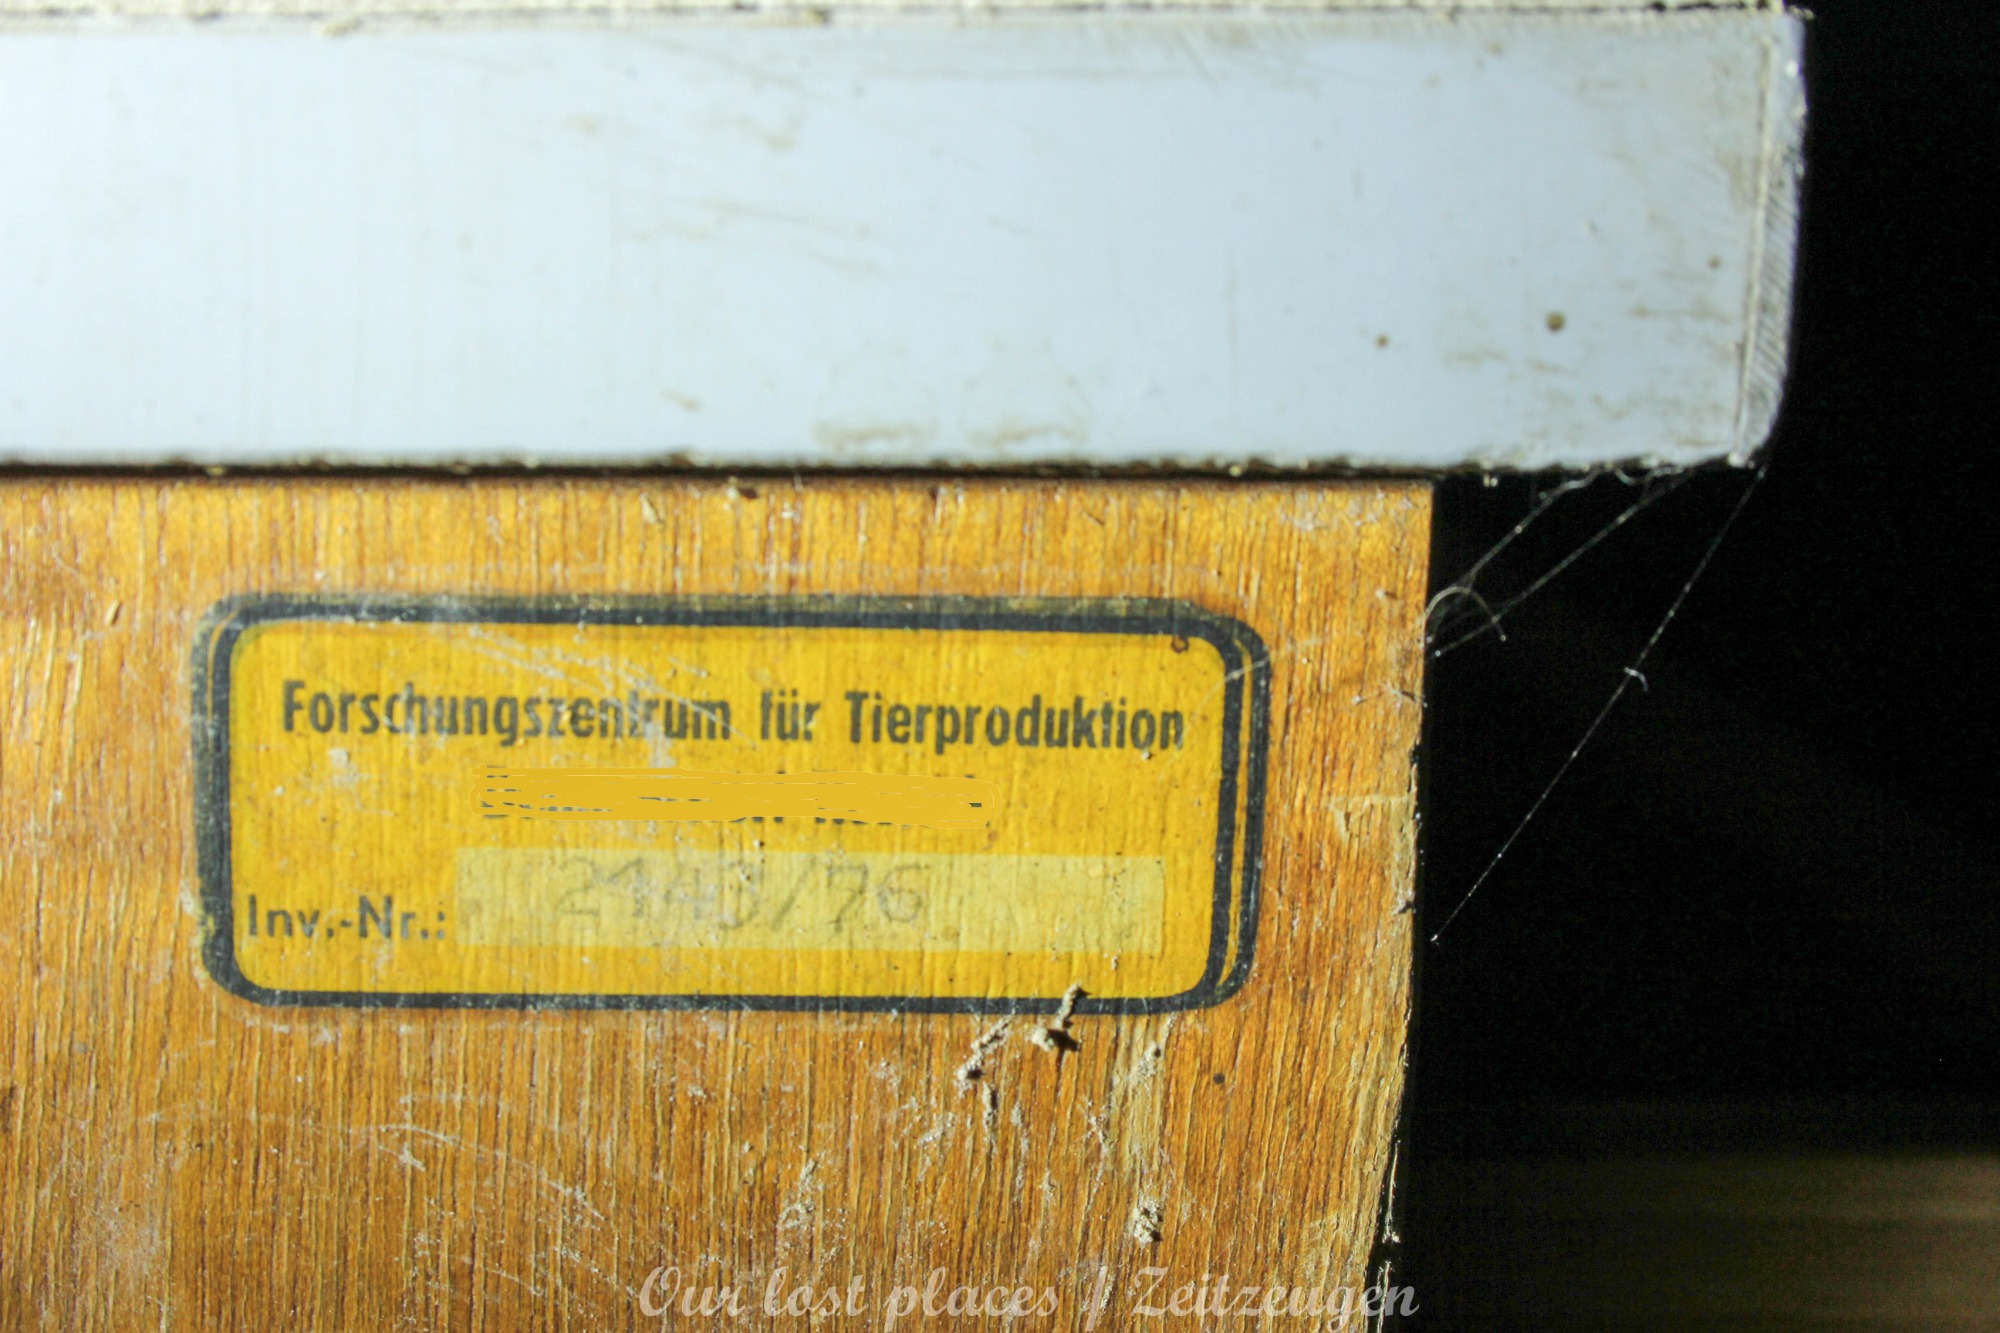 Forschungszentrum für Tierproduktion
Inv.-Nr.: 2143/76
Our lost places / Zeitzeugen